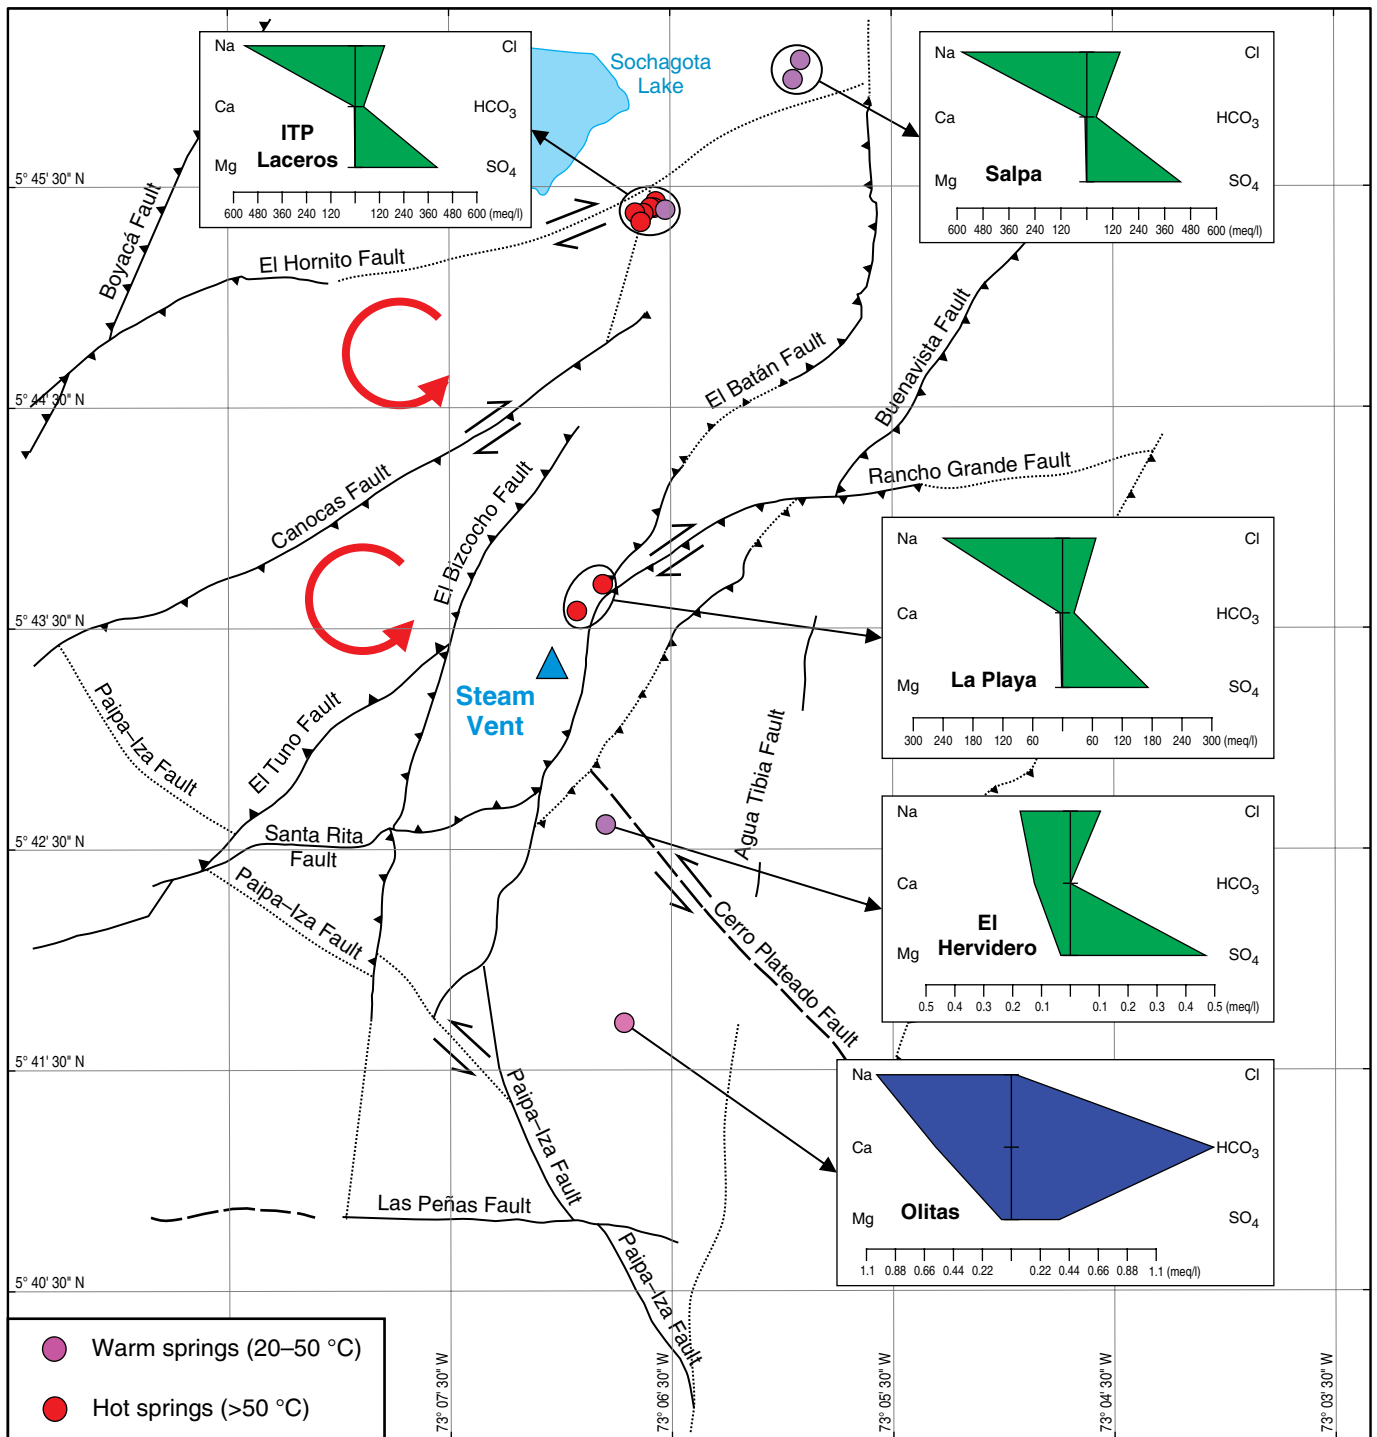 Na
Cl
Ca
HCO3
ITP
Laceros
Mg
SO4
600 480 360 240 120 120 240 360 480 600 (meq/l)
Sochagota
Lake
Na
Cl
Ca
HCO3
Salpa
Mg
SO4
600 480 360 240 120 120 240 360 480 600 (meq/l)
5° 45' 30" N
Boyacá Fault
El Hornito Fault
El Batán Fault
Buenavista Fault
5° 44' 30" N
Rancho Grande Fault
Canocas Fault
El Bizcocho Fault
Na
Cl
Ca
HCO3
La Playa
Mg
SO4
300 240 180 120 60 60 120 180 240 300 (meq/l)
5° 43' 30" N
Steam
Vent
Paipa–Iza Fault
El Tuno Fault
Agua Tibia Fault
Santa Rita
Fault
5° 42' 30" N
Na
Cl
Ca
HCO3
El
Hervidero
Mg
SO4
0.5 0.4 0.3 0.2 0.1 0.1 0.2 0.3 0.4 0.5 (meq/l)
Paipa–Iza Fault
Cerro Plateado Fault
5° 41' 30" N
Na
Cl
Ca
HCO3
Olitas
Mg
SO4
1.1 0.88 0.66 0.44 0.22 0.22 0.44 0.66 0.88 1.1 (meq/l)
Paipa–Iza Fault
Las Peñas Fault
Paipa–Iza Fault
5° 40' 30" N
Warm springs (20–50 °C)
Hot springs (>50 °C)
73° 07' 30" W
73° 06' 30" W
73° 05' 30" W
73° 04' 30" W
73° 03' 30" W